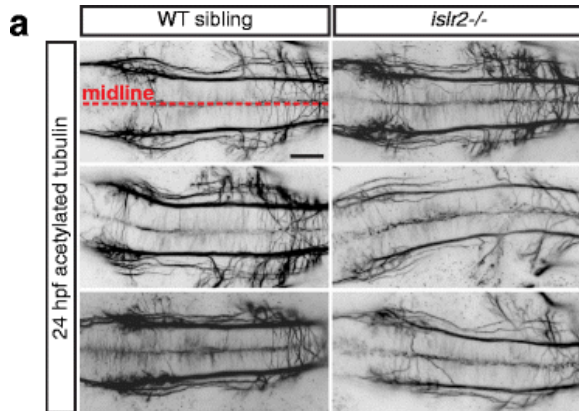 a
WT sibling
islr2-/-
midline
24 hpf acetylated tubulin